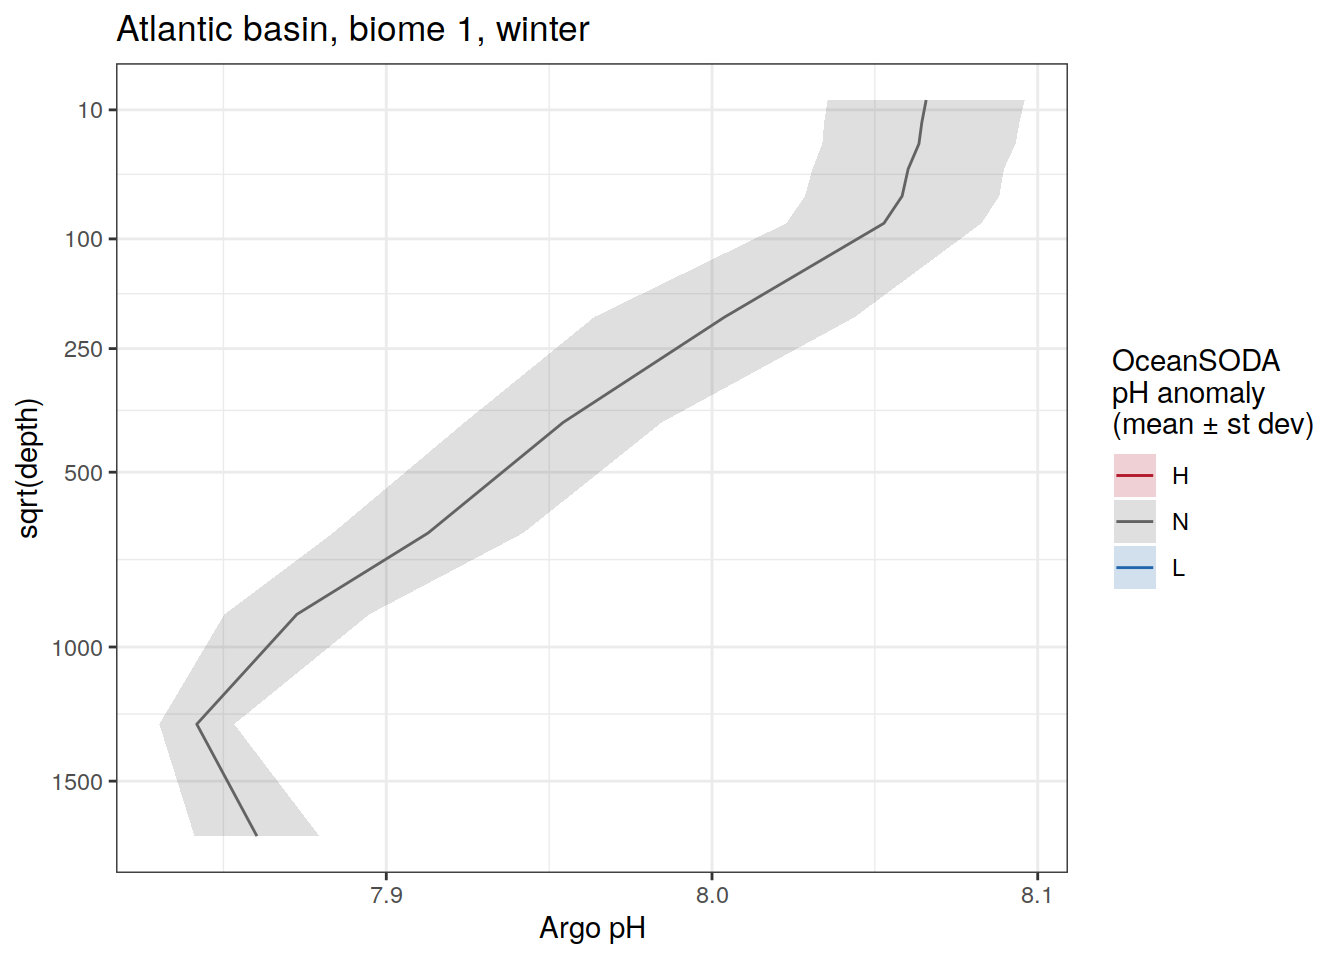 Atlantic basin, biome 1, winter
10
100
250
500
1000
1500
sqrt(depth)
7.9
8.0
8.1
Argo pH
OceanSODA
pH anomaly
(mean ± st dev)
H
N
L